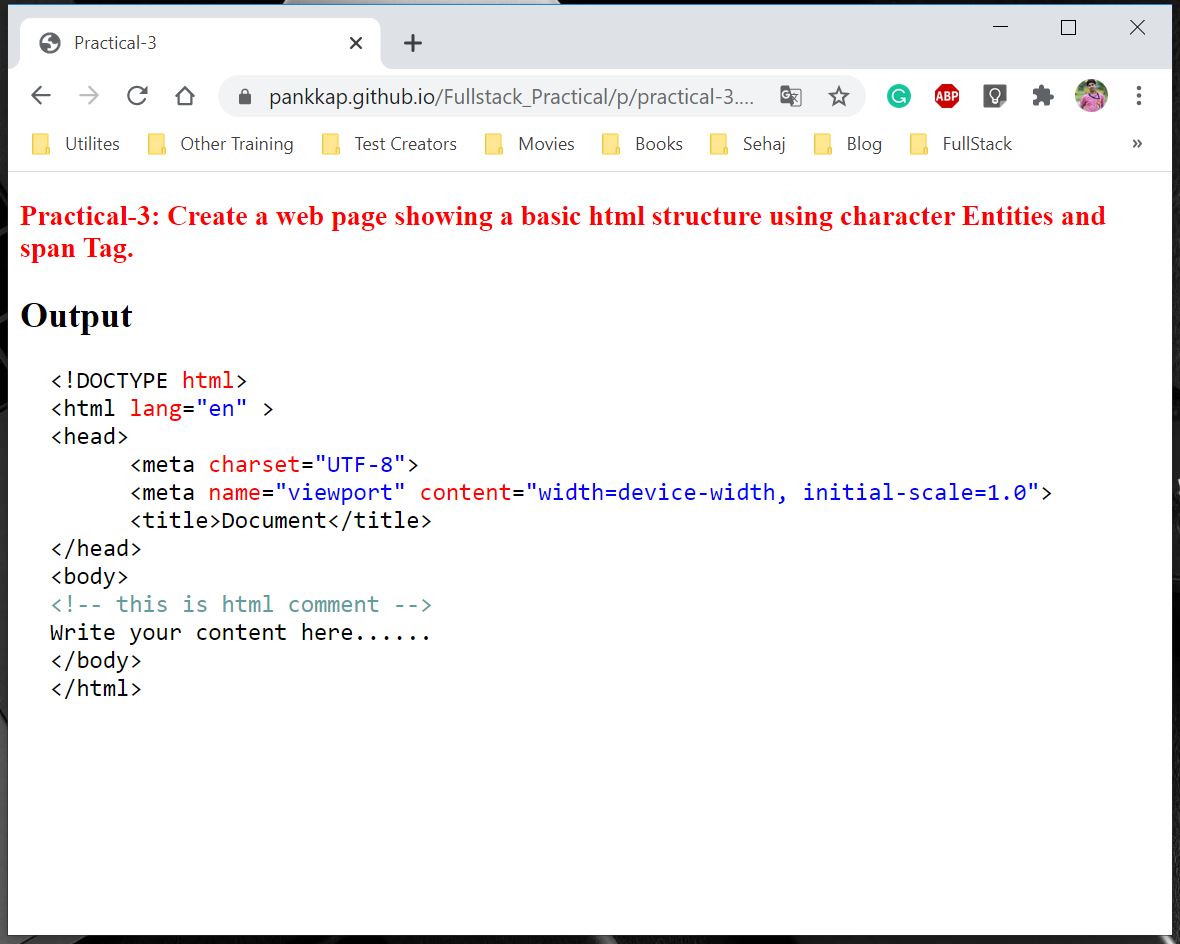 Practical-3
pankkap.github.io/Fullstack_Practical/p/practical-3....
ABP
Utilites Other Training Test Creators Movies Books Sehaj Blog FullStack »
Practical-3: Create a web page showing a basic html structure using character Entities and
span Tag.
Output
<!DOCTYPE html>
<html lang="en" >
<head>
<meta charset="UTF-8">
<meta name="viewport" content="width=device-width, initial-scale=1.0">
<title>Document</title>
</head>
<body>
<!-- this is html comment -->
Write your content here......
</body>
</html>